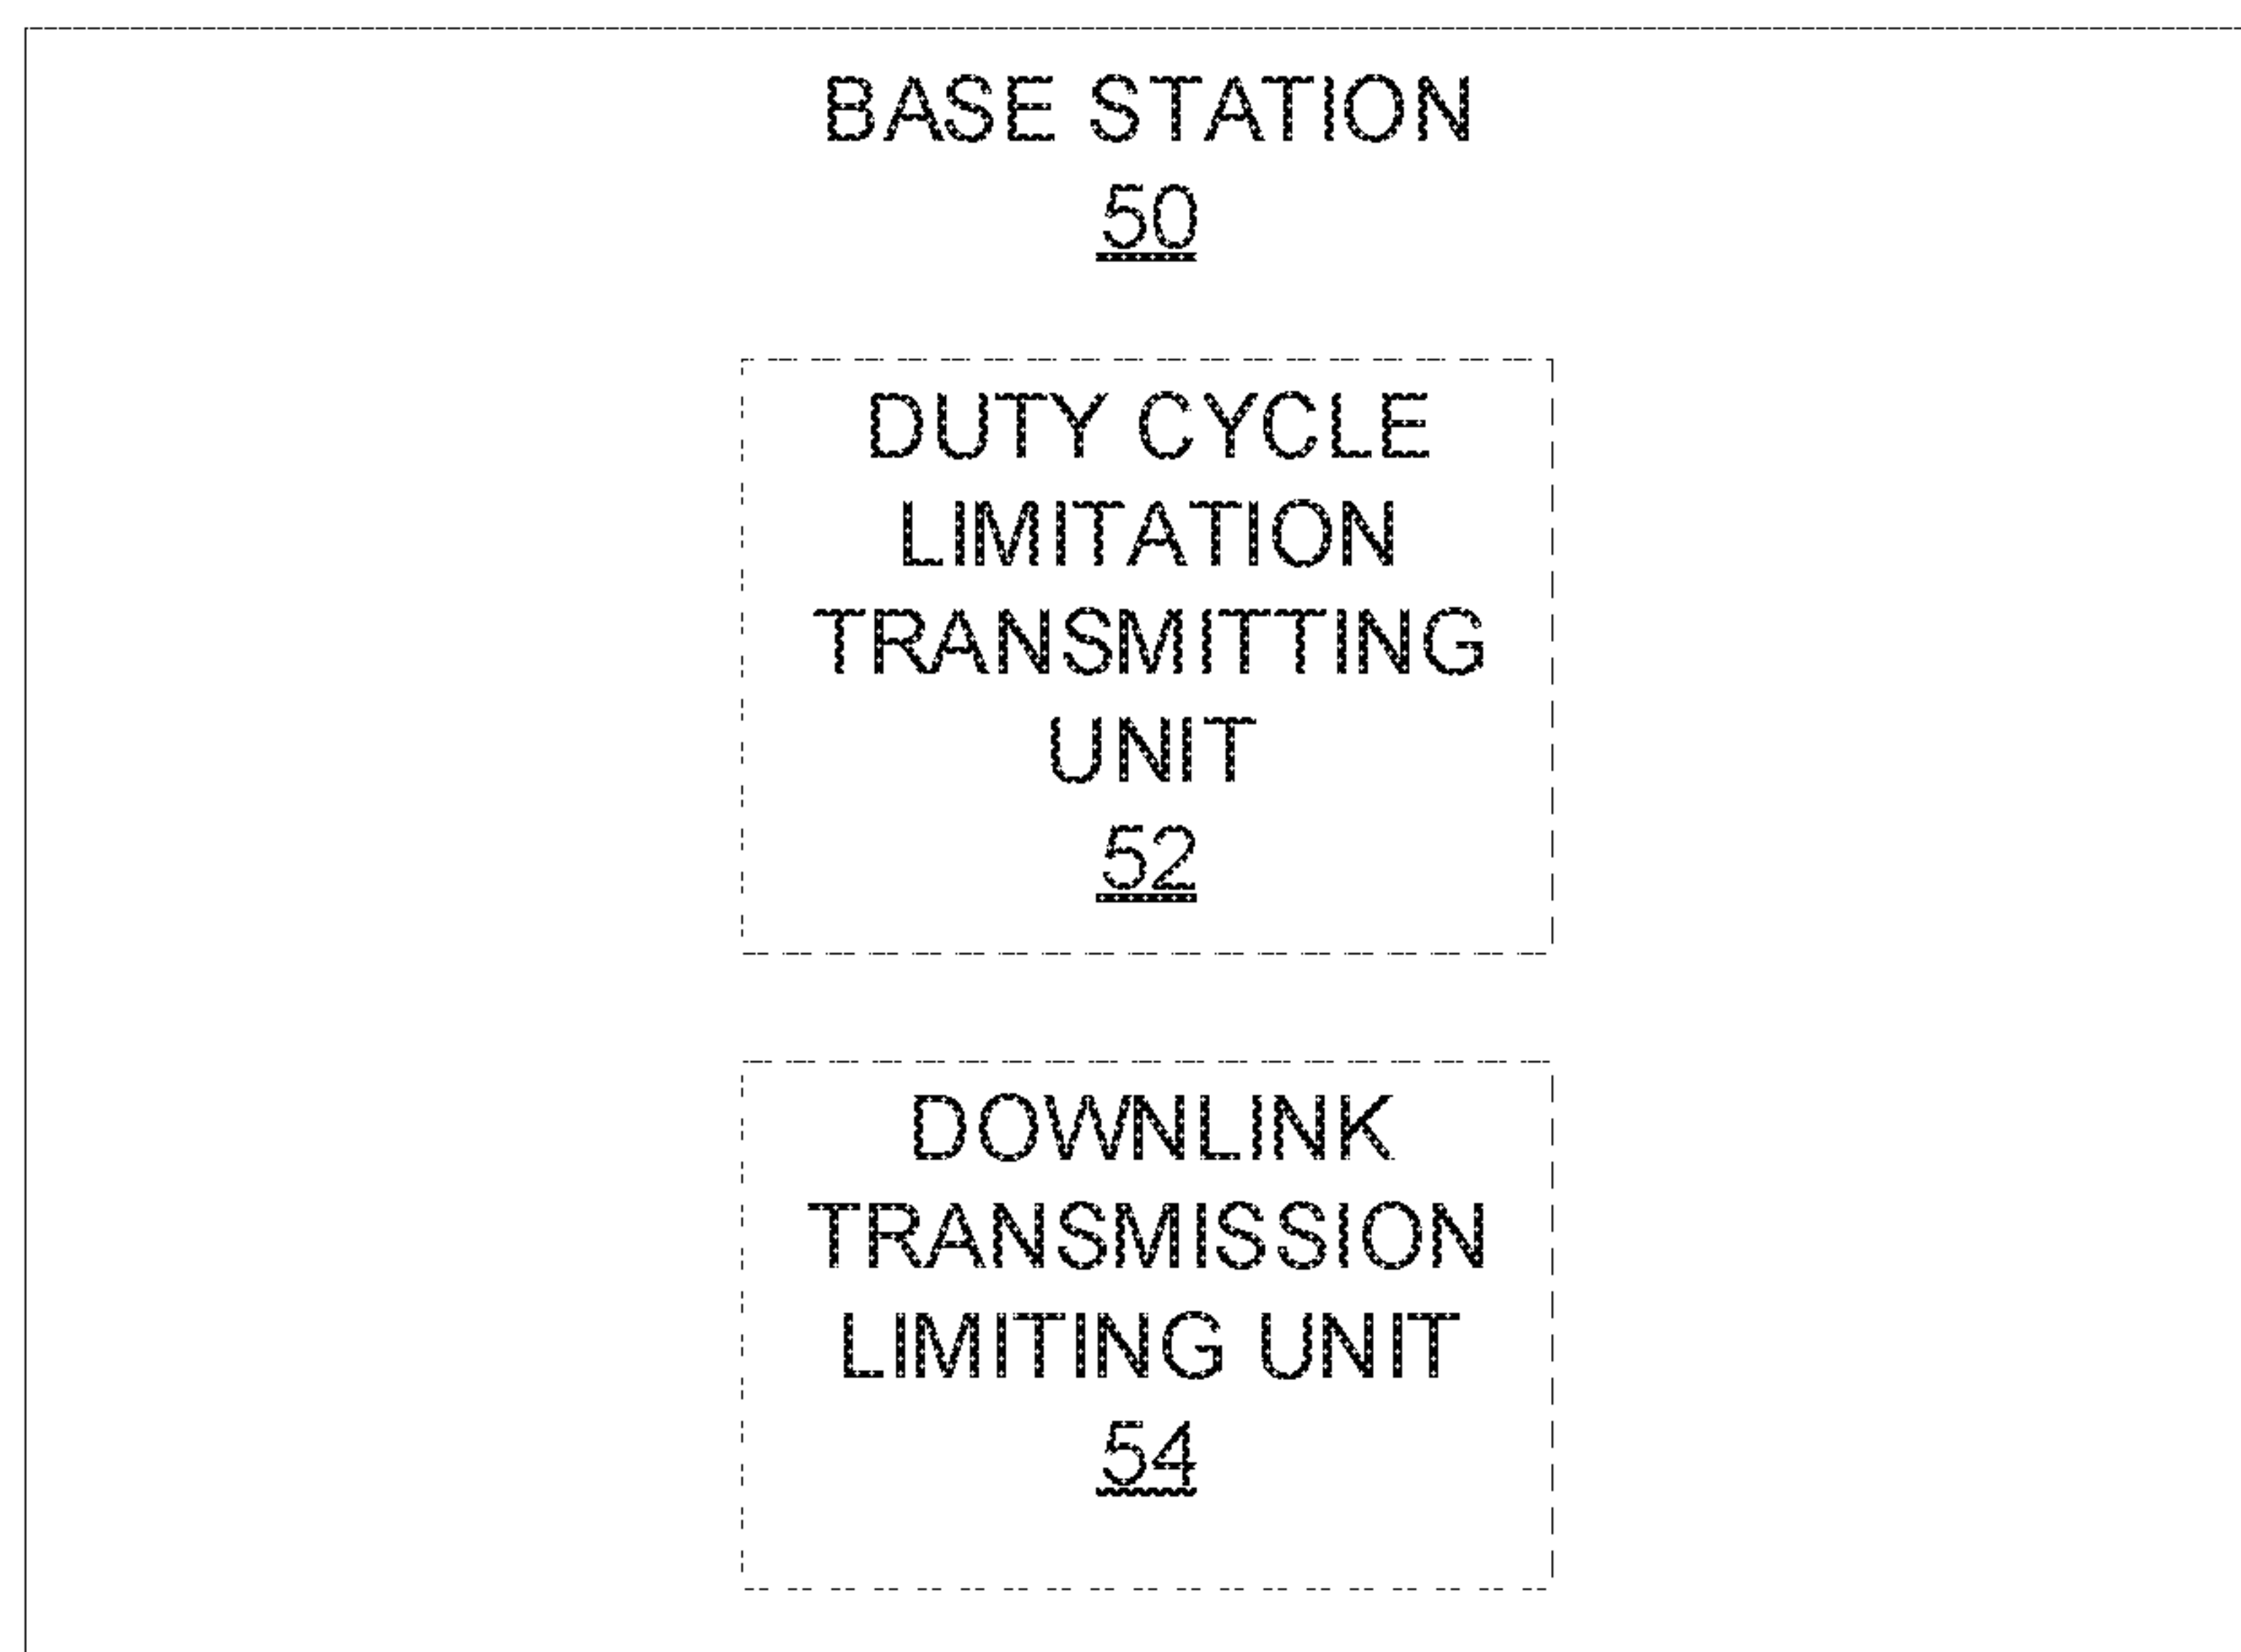 BASE STATION
50
DUTY CYCLE
LIMITATION
TRANSMITTING
UNIT
52
DOWNLINK
TRANSMISSION
LIMITING UNIT
54